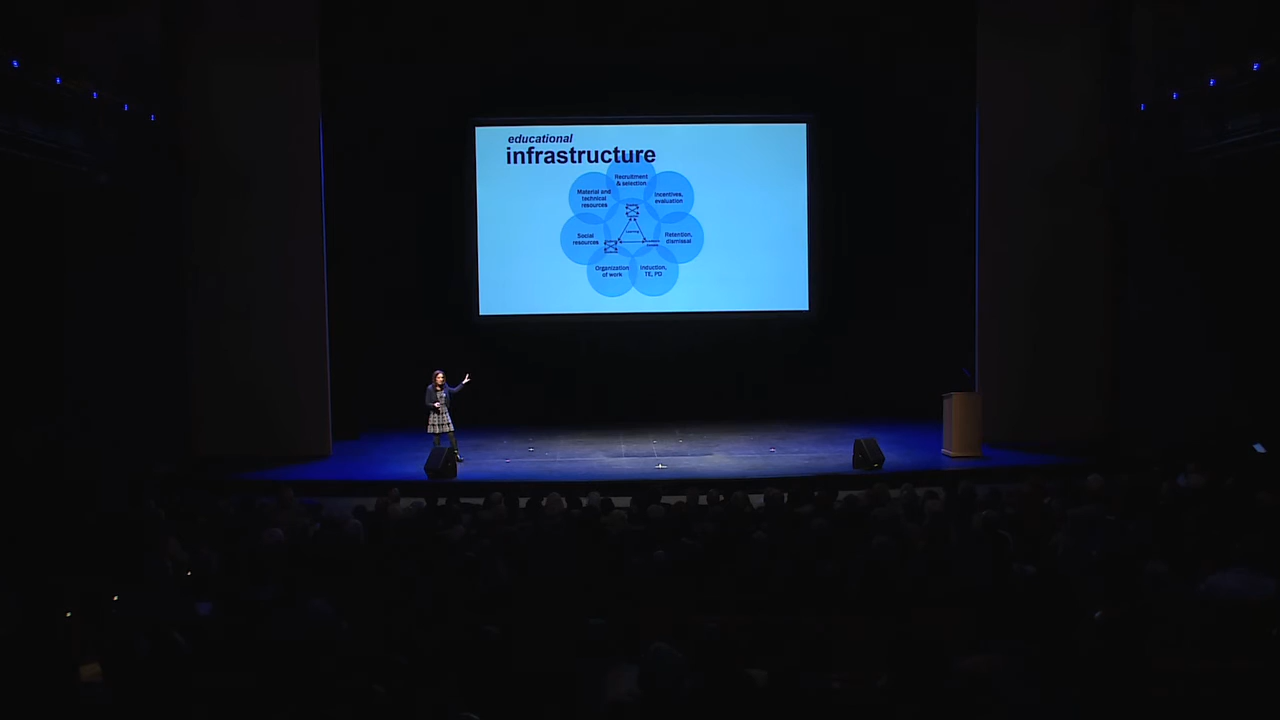 educational
infrastructure
Recruitment
& selection
Material and
technical
resources
Incentives,
evaluation
Social
resources
Learning
Retention,
dismissal
Organization
of work
Induction,
TE, PD